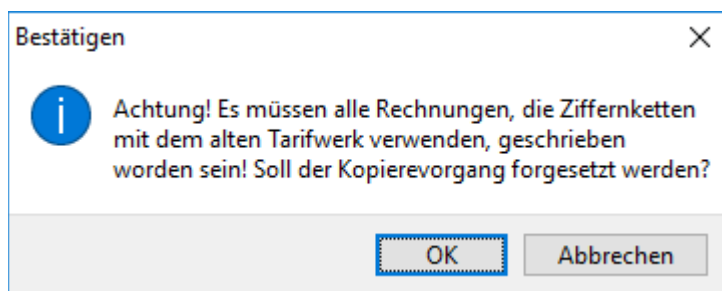 Bestätigen
Achtung! Es müssen alle Rechnungen, die Ziffernketten
mit dem alten Tarifwerk verwenden, geschrieben
worden sein! Soll der Kopierevorgang forgesetzt werden?
OK
Abbrechen